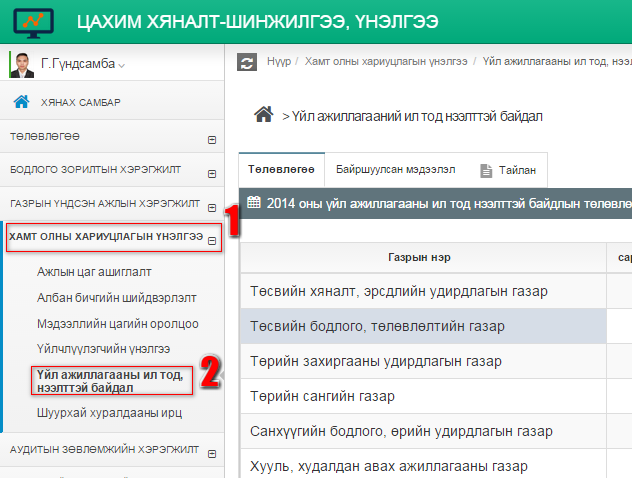 ЦАХИМ ХЯНАЛТ-ШИНЖИЛГЭЭ, ҮНЭЛГЭЭ
Г.Гүндсамба
Нүүр / Хамт олны хариуцлагын үнэлгээ / Үйл ажиллагааны ил тод,
ХЯНАХ САМБАР
> Үйл ажиллагааний ил тод нээлттэй байдал
ТӨЛӨВЛӨГӨӨ
БОДЛОГО ЗОРИЛТЫН ХЭРЭГЖИЛТ
Төлөвлөгөө Байршуулсан мэдээлэл Тайлан
ГАЗРЫН ҮНДСЭН АЖЛЫН ХЭРЭГЖИЛТ
2014 оны үйл ажиллагааны ил тод нээлттэй байдлын
1
ХАМТ ОЛНЫ ХАРИУЦЛАГЫН ҮНЭЛГЭЭ
Газрын нэр
Ажлын цаг ашиглалт
Албан бичгийн шийдвэрлэлт
Мэдээллийн цагийн оролцоо
Үйлчлүүлэгчийн үнэлгээ
Үйл ажиллагааны ил тод,
нээлттэй байдал
2
Шуурхай хуралдааны ирц
АУДИТЫН ЗӨВЛӨМЖИЙН ХЭРЭГЖИЛТ
Төсвийн хяналт, эрсдлийн удирдлагын газар
Төсвийн бодлого, төлөвлөлтийн газар
Төрийн захиргааны удирдлагын газар
Төрийн сангийн газар
Санхүүгийн бодлого, өрийн удирдлагын газар
Хууль, худалдан авах ажиллагааны газар